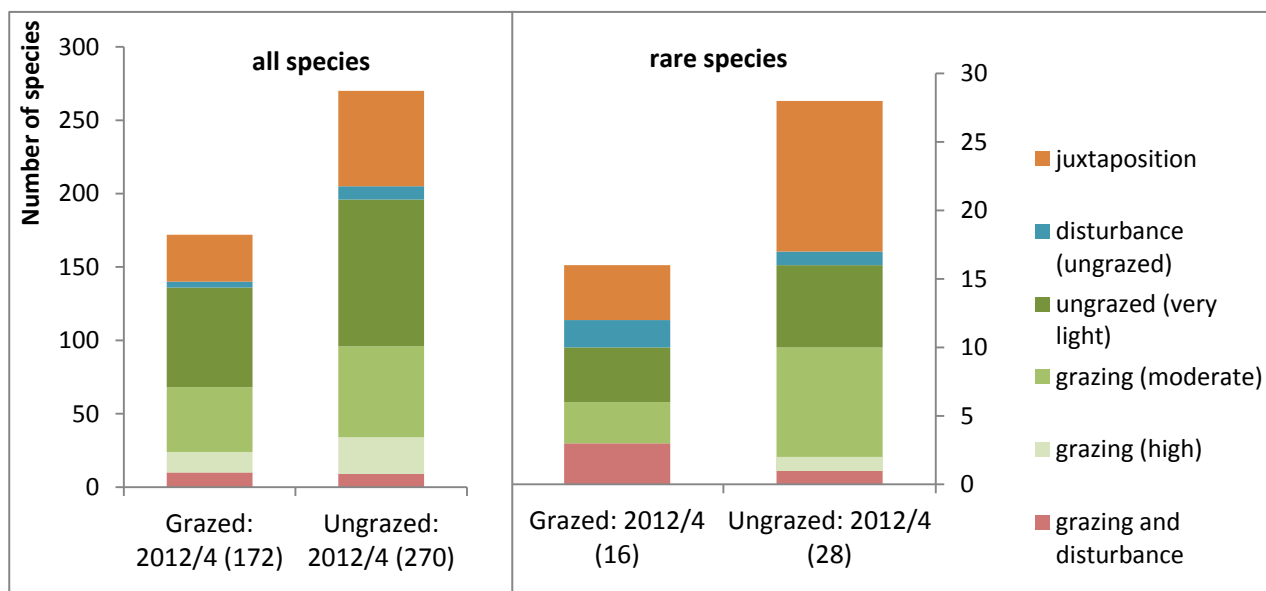 Number of species
300
250
200
150
100
50
0
all species
Grazed:
2012/4 (172)
Ungrazed:
2012/4 (270)
rare species
30
25
20
15
10
5
0
Grazed: 2012/4
(16)
Ungrazed: 2012/4
(28)
juxtaposition
disturbance
(ungrazed)
ungrazed (very
light)
grazing (moderate)
grazing (high)
grazing and
disturbance